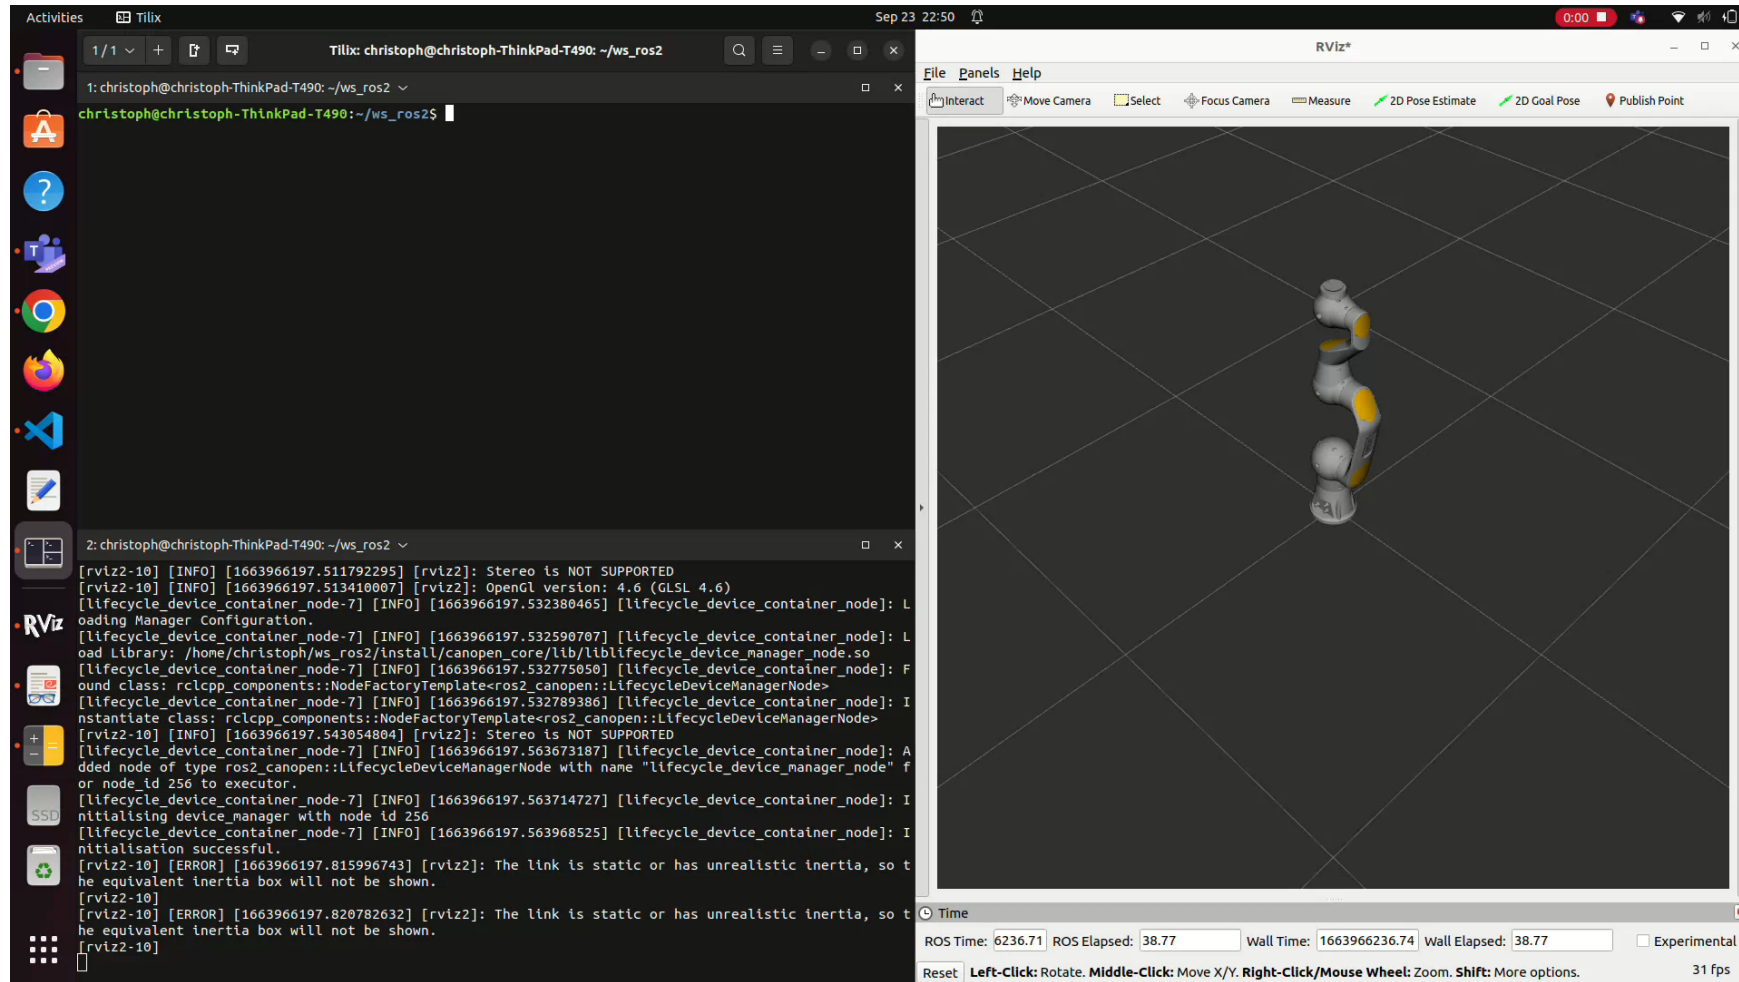 Activities
Tilix
Sep 23 22:50
0:00
1 / 1
Tilix: christoph@christoph-ThinkPad-T490: ~/ws_ros2
1: christoph@christoph-ThinkPad-T490: ~/ws_ros2
christoph@christoph-ThinkPad-T490:~/ws_ros2$
2: christoph@christoph-ThinkPad-T490: ~/ws_ros2
[rviz2-10] [INFO] [1663966197.511792295] [rviz2]: Stereo is NOT SUPPORTED
[rviz2-10] [INFO] [1663966197.513410007] [rviz2]: OpenGl version: 4.6 (GLSL 4.6)
[lifecycle_device_container_node-7] [INFO] [1663966197.532380465] [lifecycle_device_container_node]: L
oading Manager Configuration.
[lifecycle_device_container_node-7] [INFO] [1663966197.532590707] [lifecycle_device_container_node]: L
oad Library: /home/christoph/ws_ros2/install/canopen_core/lib/liblifecycle_device_manager_node.so
[lifecycle_device_container_node-7] [INFO] [1663966197.532775050] [lifecycle_device_container_node]: F
ound class: rclcpp_components::NodeFactoryTemplate<ros2_canopen::LifecycleDeviceManagerNode>
[lifecycle_device_container_node-7] [INFO] [1663966197.532789386] [lifecycle_device_container_node]: I
nstantiate class: rclcpp_components::NodeFactoryTemplate<ros2_canopen::LifecycleDeviceManagerNode>
[rviz2-10] [INFO] [1663966197.543054804] [rviz2]: Stereo is NOT SUPPORTED
[lifecycle_device_container_node-7] [INFO] [1663966197.563673187] [lifecycle_device_container_node]: A
dded node of type ros2_canopen::LifecycleDeviceManagerNode with name "lifecycle_device_manager_node" f
or node_id 256 to executor.
[lifecycle_device_container_node-7] [INFO] [1663966197.563714727] [lifecycle_device_container_node]: I
nitialising device_manager with node id 256
[lifecycle_device_container_node-7] [INFO] [1663966197.563968525] [lifecycle_device_container_node]: I
nitialisation successful.
[rviz2-10] [ERROR] [1663966197.815996743] [rviz2]: The link is static or has unrealistic inertia, so t
he equivalent inertia box will not be shown.
[rviz2-10]
[rviz2-10] [ERROR] [1663966197.820782632] [rviz2]: The link is static or has unrealistic inertia, so t
he equivalent inertia box will not be shown.
[rviz2-10]
RViz
SSD
RViz*
File Panels Help
Interact Move Camera Select Focus Camera Measure 2D Pose Estimate 2D Goal Pose Publish Point
Time
ROS Time: 6236.71 ROS Elapsed: 38.77 Wall Time: 1663966236.74 Wall Elapsed: 38.77 Experimental
Reset Left-Click: Rotate. Middle-Click: Move X/Y. Right-Click/Mouse Wheel: Zoom. Shift: More options. 31 fps